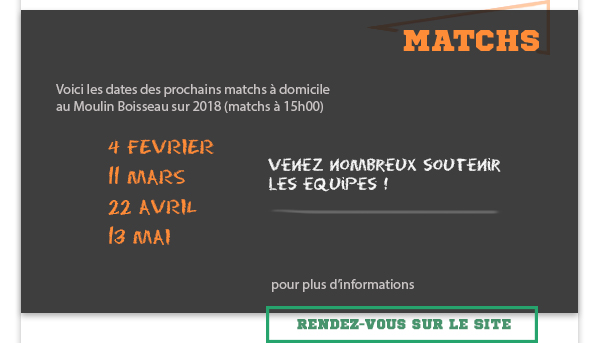 MATCHS
Voici les dates des prochains matchs à domicile
au Moulin Boisseau sur 2018 (matchs à 15h00)
4 FEVRIER
11 MARS
22 AVRIL
13 MAI
VENEZ NOMBREUX SOUTENIR
LES EQUIPES !
pour plus d'informations
RENDEZ-VOUS SUR LE SITE